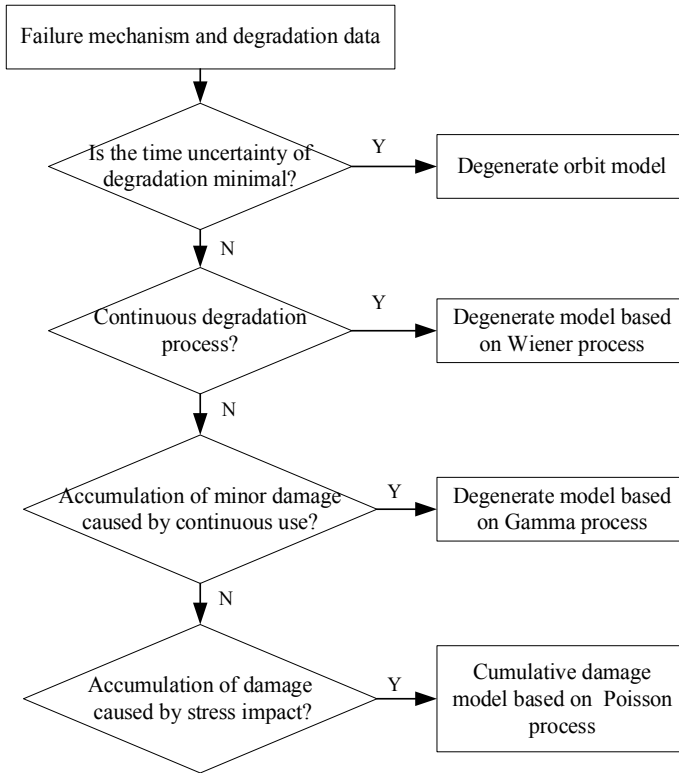 Failure mechanism and degradation data
Is the time uncertainty of
degradation minimal?
Y
Degenerate orbit model
N
Continuous degradation
process?
Y
Degenerate model based
on Wiener process
N
Accumulation of minor damage
caused by continuous use?
Y
Degenerate model based
on Gamma process
N
Accumulation of damage
caused by stress impact?
Y
Cumulative damage
model based on Poisson
process